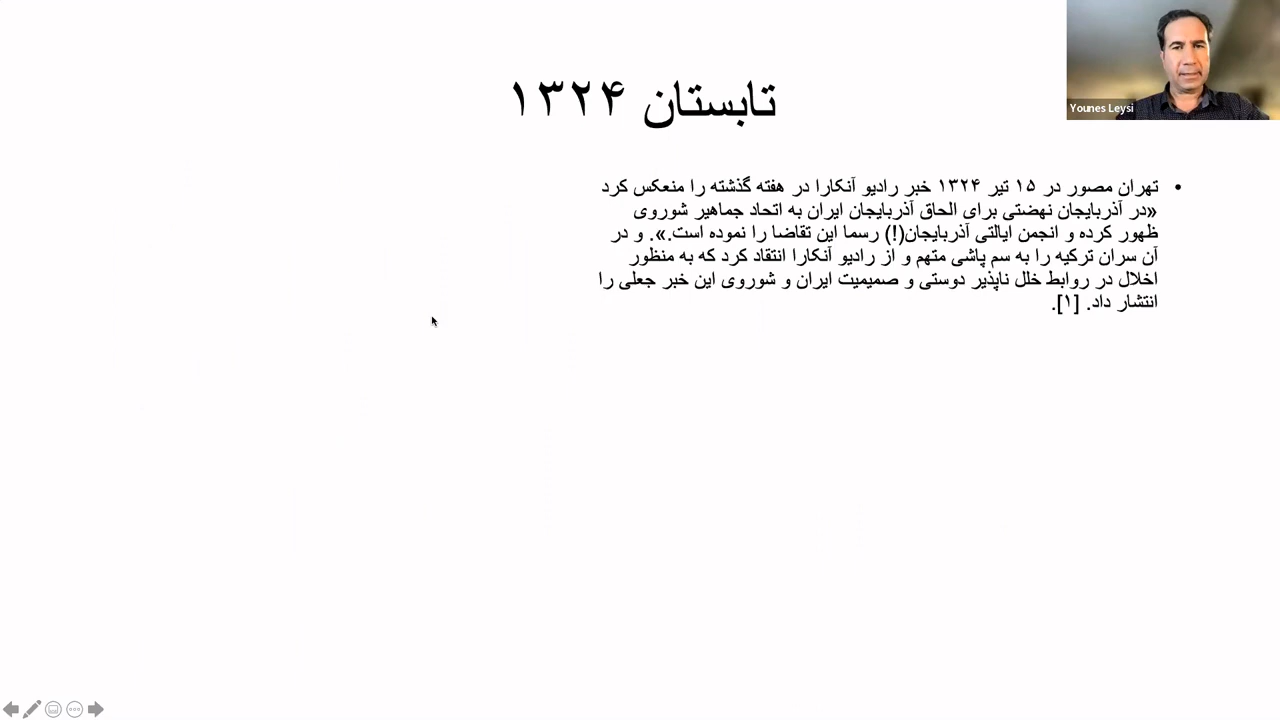 تابستان ۱۳۲۴
Younes Leysi
• تهران مصور در ۱۵ تیر ۱۳۲۴ خبر رادیو آنکارا در هفته گذشته را منعکس کرد
«در آذربایجان نهضتی برای الحاق آذربایجان ایران به اتحاد جماهیر شوروی
ظهور کرده و انجمن ایالتی آذربایجان(!) رسما این تقاضا را نموده است.». و در
آن سران ترکیه را به سم پاشی متهم و از رادیو آنکارا انتقاد کرد که به منظور
اخلال در روابط خلل ناپذیر دوستی و صمیمیت ایران و شوروی این خبر جعلی را
انتشار داد. [۱].